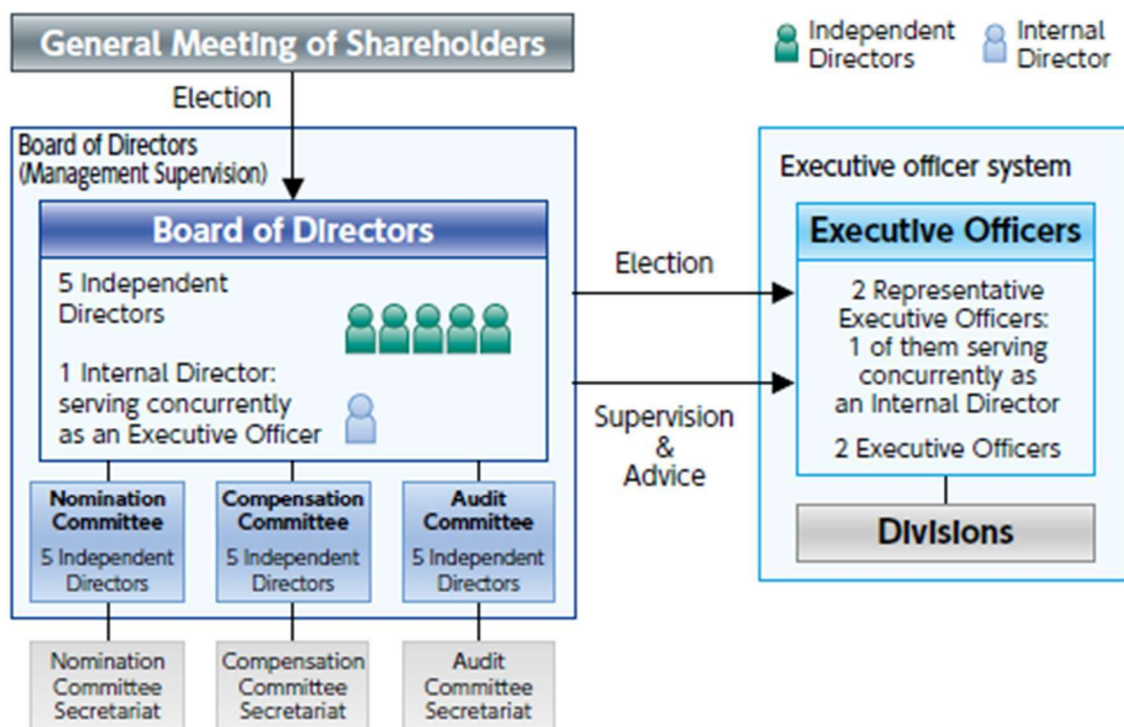 General Meeting of Shareholders
Independent
Directors
Internal
Director
Election
Board of Directors
(Management Supervision)
Board of Directors
5 Independent
Directors
1 Internal Director:
serving concurrently
as an Executive Officer
Nomination
Committee
5 Independent
Directors
Compensation
Committee
5 Independent
Directors
Audit
Committee
5 Independent
Directors
Nomination
Committee
Secretariat
Compensation
Committee
Secretariat
Audit
Committee
Secretariat
Election
Supervision
&
Advice
Executive officer system
Executive Officers
2 Representative
Executive Officers:
1 of them serving
concurrently as
an Internal Director
2 Executive Officers
Divisions